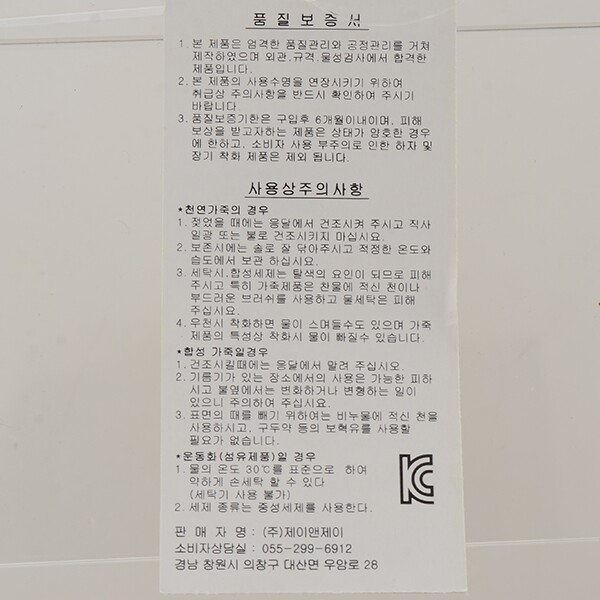 품 질 보 증 서
1. 본 제품은 엄격한 품질관리와 공정관리를 거쳐
제작하였으며 외관,규격,물성검사에서 합격한
제품입니다.
2. 본 제품의 사용수명을 연장시키기 위하여
취급상 주의사항을 반드시 확인하여 주시기
바랍니다.
3. 품질보증기한은 구입후 6개월이내이며, 피해
보상을 받고자하는 제품은 상태가 양호한 경우
에 한하고, 소비자 사용 부주의로 인한 하자 및
장기 착화 제품은 제외 됩니다.
사용상주의사항
*천연가죽의 경우
1. 젖었을 때에는 응달에서 건조시켜 주시고 직사
일광 또는 불로 건조시키지 마십시요.
2. 보존시에는 솔로 잘 닦아주시고 적정한 온도와
습도에서 보관 하십시요.
3. 세탁시,합성세제는 탈색의 요인이 되므로 피해
주시고 특히 가죽제품은 찬물에 적신 천이나
부드러운 브러쉬를 사용하고 물세탁은 피해
주십시요.
4. 우천시 착화하면 물이 스며들수도 있으며 가죽
제품의 특성상 착화시 물이 빠질수 있습니다.
*합성 가죽일경우
1. 건조시킬때에는 응달에서 말려 주십시오.
2. 기름기가 있는 장소에서의 사용은 가능한 피하
시고 불옆에서는 변화하거나 변형하는 일이
있으니 주의하여 주십시요.
3. 표면의 때를 빼기 위하여는 비눗물에 적신 천을
사용하시고, 구두약 등의 보혁유를 사용할
필요가 없습니다.
*운동화(섬유제품)일 경우
1. 물의 온도 30℃를 표준으로 하여
약하게 손세탁 할 수 있다
(세탁기 사용 불가)
2. 세제 종류는 중성세제를 사용한다.
판 매 자 명 : (주)제이앤제이
소비자상담실 : 055-299-6912
경남 창원시 의창구 대산면 우암로 28